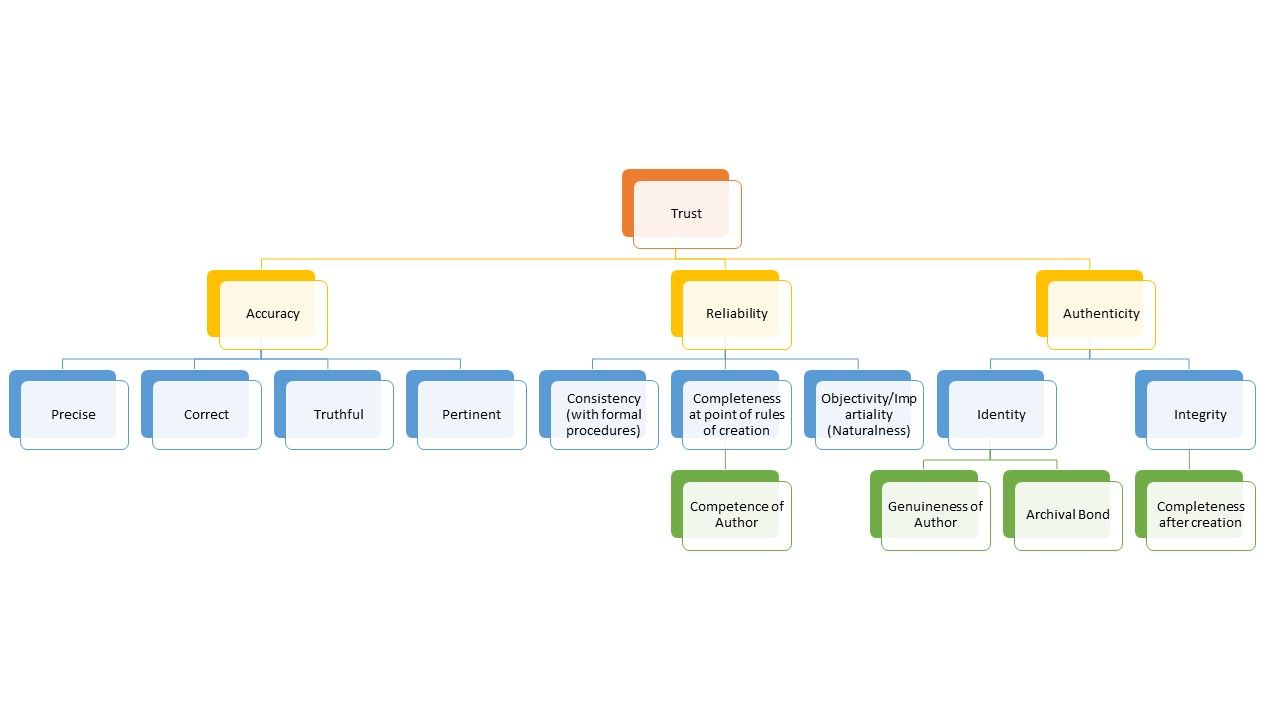 Trust
Accuracy
Reliability
Authenticity
Precise
Correct
Truthful
Pertinent
Consistency
(with formal
procedures)
Completeness
at point of rules
of creation
Objectivity/Imp
artiality
(Naturalness)
Identity
Integrity
Competence of
Author
Genuineness of
Author
Archival Bond
Completeness
after creation